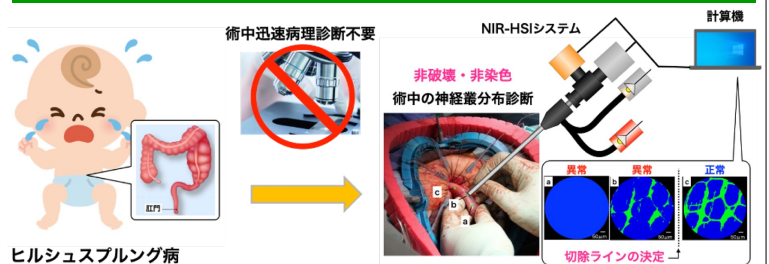 術中迅速病理診断不要
NIR-HSIシステム
計算機
非破壊・非染色
術中の神経叢分布診断
肛門
c
b
a
異常
異常
正常
a
b
c
50μm
50μm
50μm
切除ラインの決定
ヒルシュスプルング病